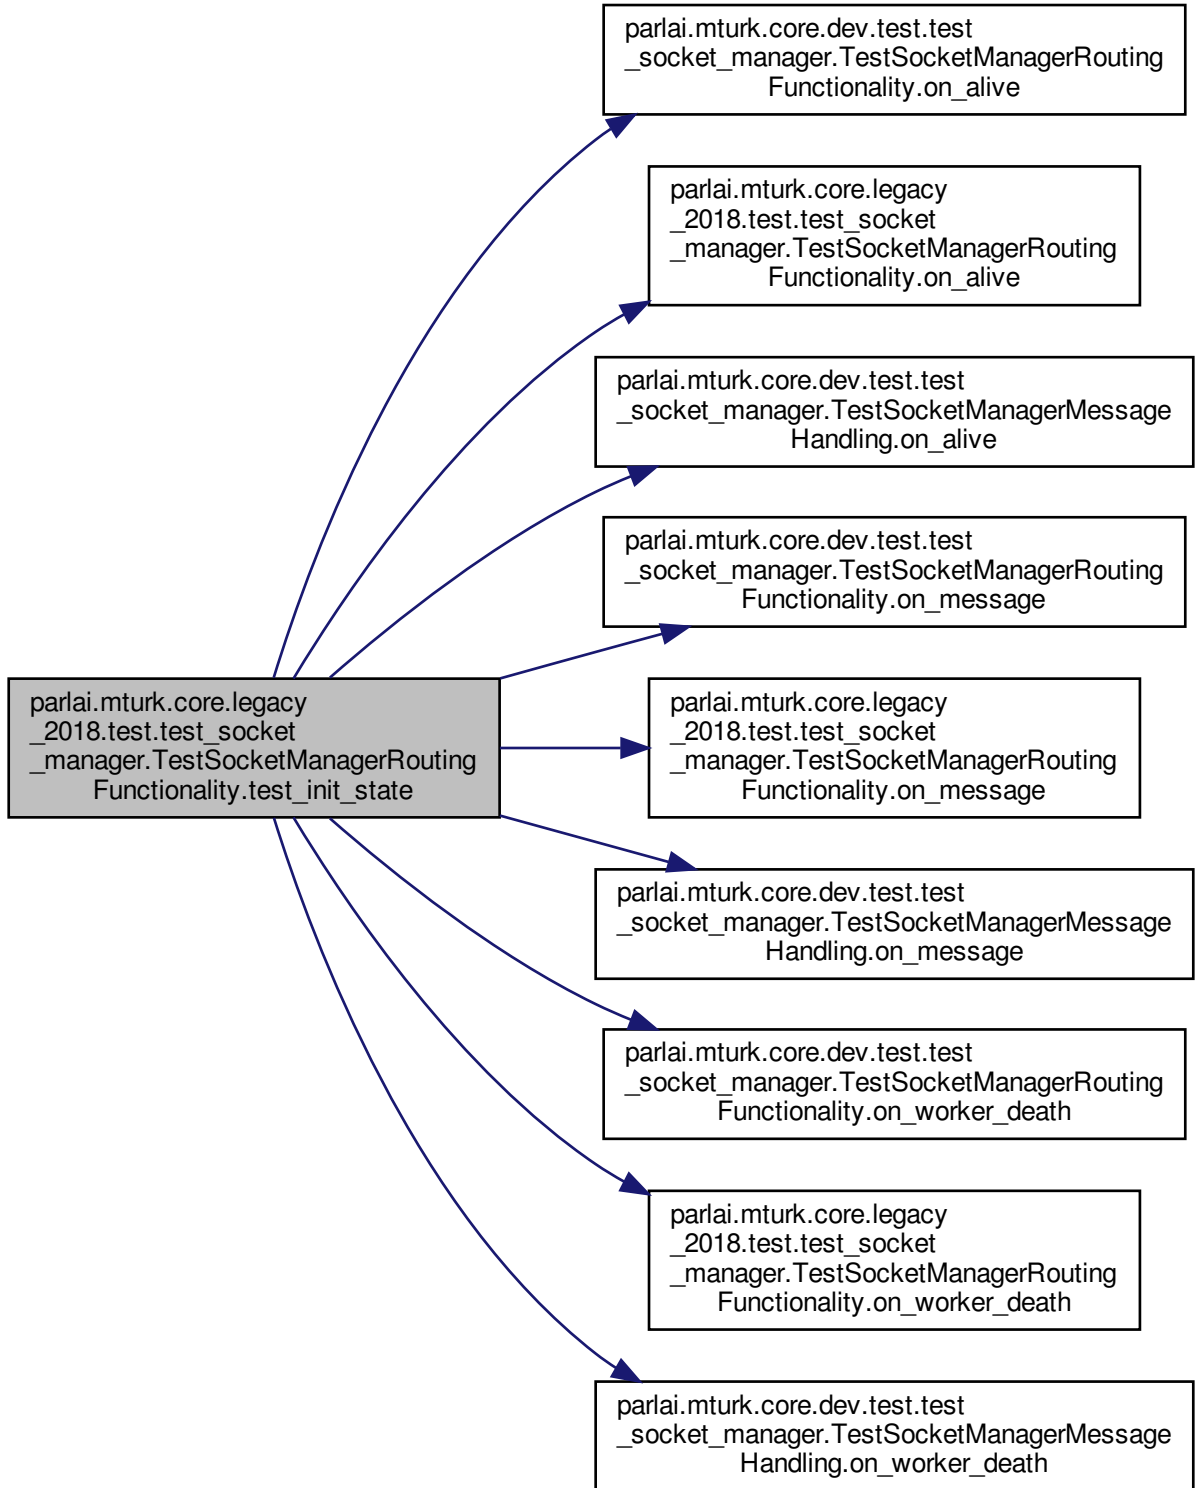 parlai.mturk.core.dev.test.test
_socket_manager.TestSocketManagerRouting
Functionality.on_alive
parlai.mturk.core.legacy
_2018.test.test_socket
_manager.TestSocketManagerRouting
Functionality.on_alive
parlai.mturk.core.dev.test.test
_socket_manager.TestSocketManagerMessage
Handling.on_alive
parlai.mturk.core.dev.test.test
_socket_manager.TestSocketManagerRouting
Functionality.on_message
parlai.mturk.core.legacy
_2018.test.test_socket
_manager.TestSocketManagerRouting
Functionality.test_init_state
parlai.mturk.core.legacy
_2018.test.test_socket
_manager.TestSocketManagerRouting
Functionality.on_message
parlai.mturk.core.dev.test.test
_socket_manager.TestSocketManagerMessage
Handling.on_message
parlai.mturk.core.dev.test.test
_socket_manager.TestSocketManagerRouting
Functionality.on_worker_death
parlai.mturk.core.legacy
_2018.test.test_socket
_manager.TestSocketManagerRouting
Functionality.on_worker_death
parlai.mturk.core.dev.test.test
_socket_manager.TestSocketManagerMessage
Handling.on_worker_death